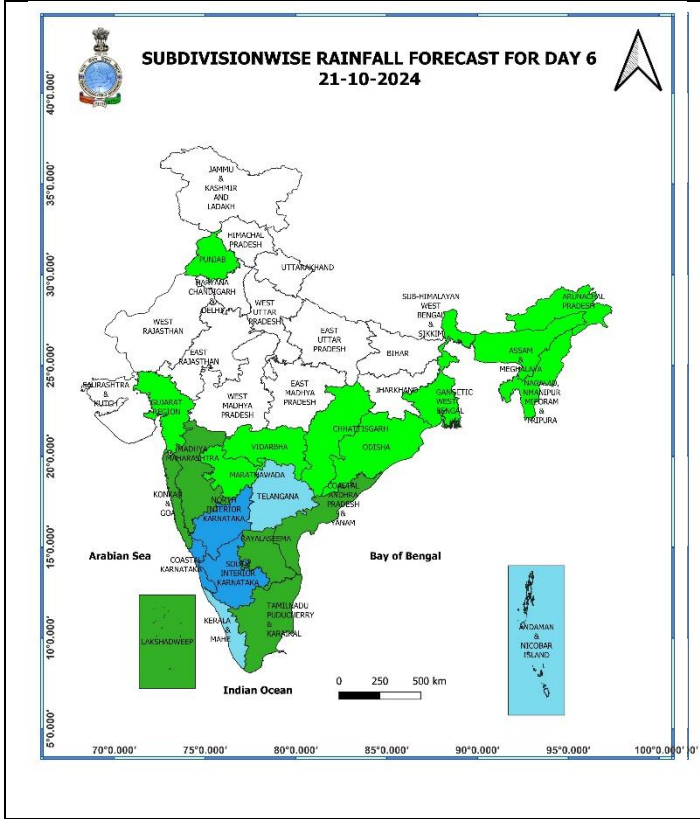 SUBDIVISIONWISE RAINFALL FORECAST FOR DAY 6
21-10-2024
40°0.000'
35°0.000'
30°0.000'
25°0.000'
20°0.000'
15°0.000'
10°0.000'
5°0.000'
JAMMU
&
KASHMIR
AND
LADAKH
HIMACHAL
PRADESH
PUNJAB
UTTARAKHAND
HARYANA
CHANDIGARH
&
DELHI
WEST
RAJASTHAN
WEST
UTTAR
PRADESH
EAST
RAJASTHAN
EAST
UTTAR
PRADESH
SUB-HIMALAYAN
WEST
BENGAL
&
SIKKIM
ARUNACHAL
PRADESH
BIHAR
ASSAM
&
MEGHALAYA
NAGALAND
MANIPUR
MIZORAM
&
TRIPURA
SAURASHTRA
&
KUTCH
GUJARAT
REGION
WEST
MADHYA
PRADESH
EAST
MADHYA
PRADESH
JHARKHAND
GANGETIC
WEST
BENGAL
CHHATTISGARH
ODISHA
MADHYA
MAHARASHTRA
VIDARBHA
MARATHAWADA
KONKAN
&
GOA
TELANGANA
COASTAL
ANDHRA
PRADESH
&
YANAM
NORTH
INTERIOR
KARNATAKA
RAYALASEEMA
Arabian Sea
Bay of Bengal
COASTAL
KARNATAKA
SOUTH
INTERIOR
KARNATAKA
KERALA
&
MAHE
TAMILNADU
PUDUCHERRY
&
KARAIKAL
LAKSHADWEEP
ANDAMAN
&
NICOBAR
ISLAND
Indian Ocean
0 250 500 km
70°0.000' 75°0.000' 80°0.000' 85°0.000' 90°0.000' 95°0.000' 100°0.000'